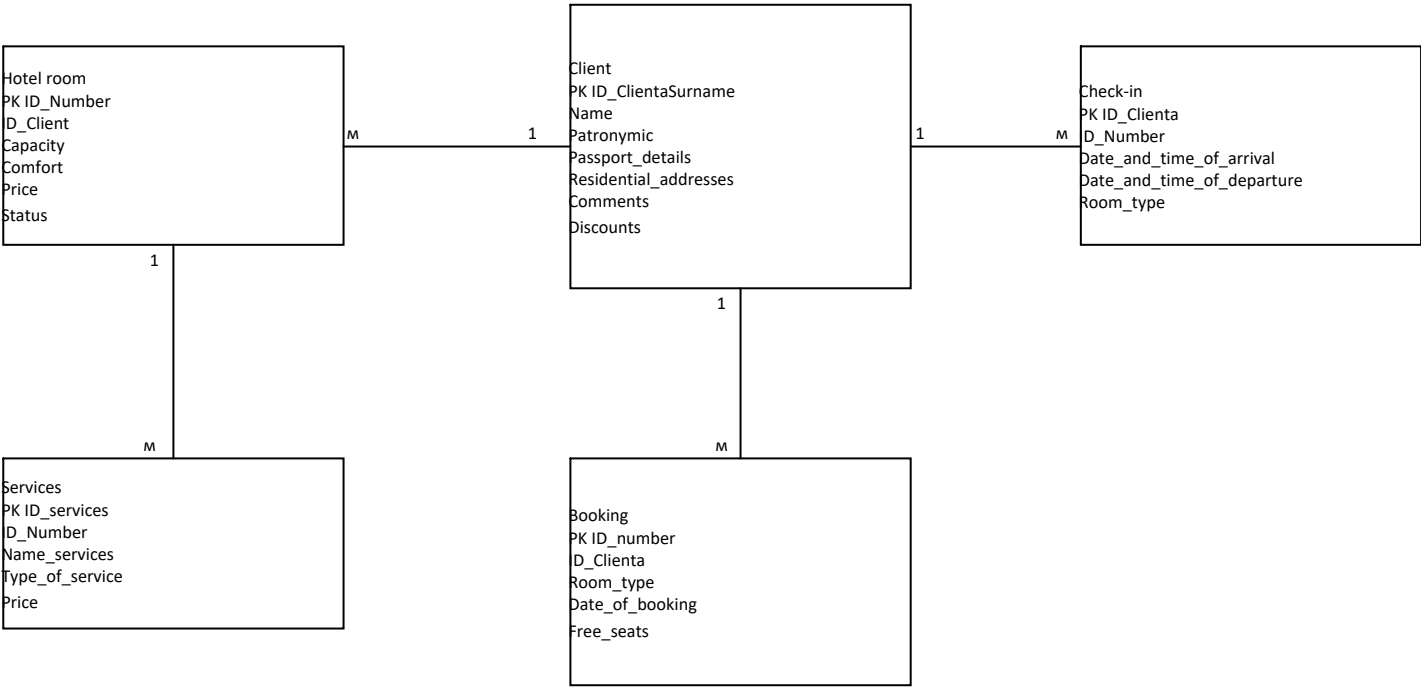 Hotel room
PK ID_Number
ID_Client
Capacity
Comfort
Price
Status
м
1
Client
PK ID_ClientaSurname
Name
Patronymic
Passport_details
Residential_addresses
Comments
Discounts
1
м
Check-in
PK ID_Clienta
ID_Number
Date_and_time_of_arrival
Date_and_time_of_departure
Room_type
1
м
1
м
Services
PK ID_services
ID_Number
Name_services
Type_of_service
Price
Booking
PK ID_number
ID_Clienta
Room_type
Date_of_booking
Free_seats